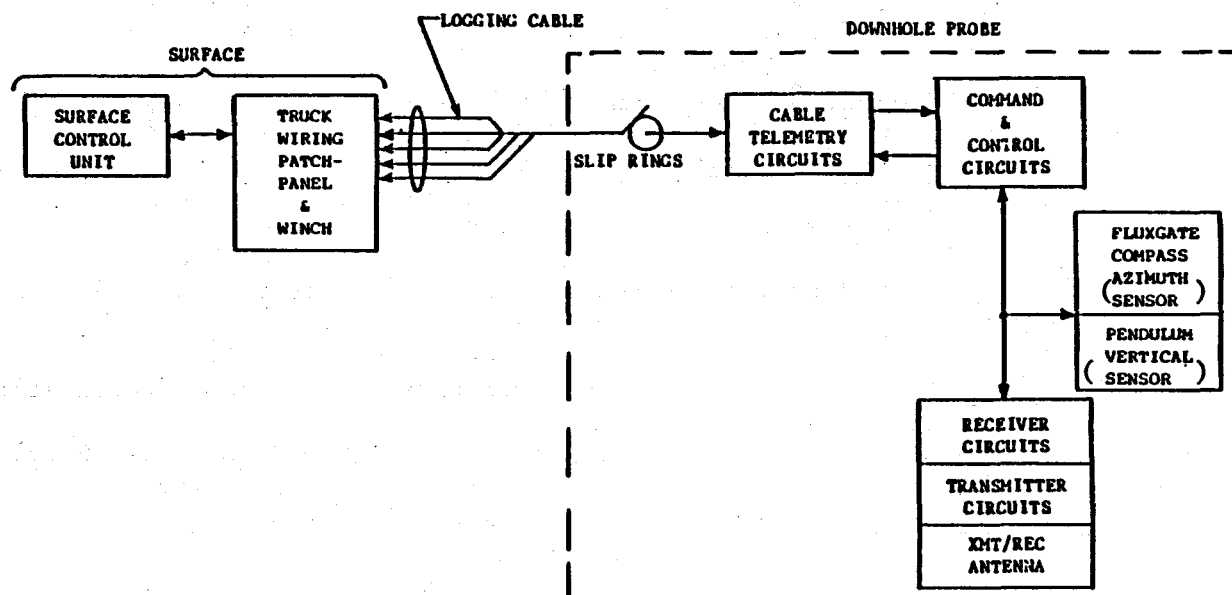 LOGGING CABLE
DOWNHOLE PROBE
SURFACE
SURFACE
CONTROL
UNIT
TRUCK
WIRING
PATCH-
PANEL
&
WINCH
SLIP RINGS
CABLE
TELEMETRY
CIRCUITS
COMMAND
&
CONTROL
CIRCUITS
FLUXGATE
COMPASS
(AZIMUTH
SENSOR)
PENDULUM
(VERTICAL
SENSOR)
RECEIVER
CIRCUITS
TRANSMITTER
CIRCUITS
XMT/REC
ANTENNA